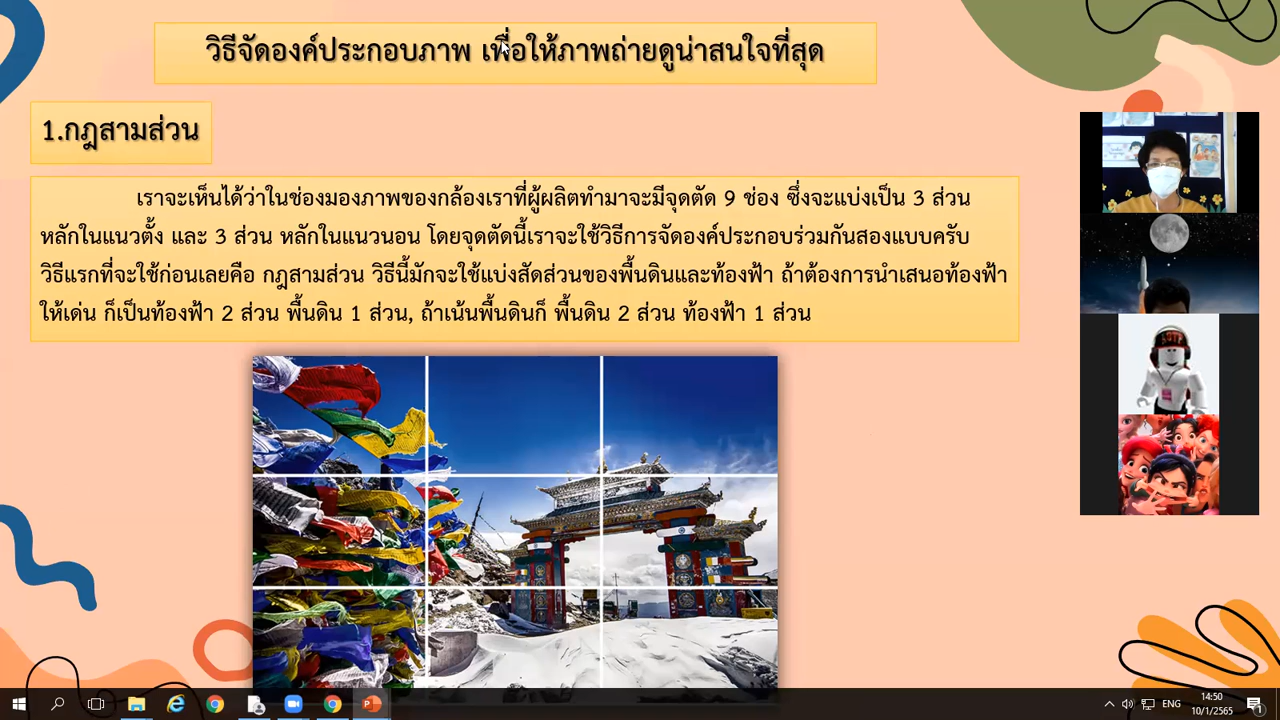 วิธีจัดองค์ประกอบภาพ เพื่อให้ภาพถ่ายดูน่าสนใจที่สุด
1.กฎสามส่วน
เราจะเห็นได้ว่าในช่องมองภาพของกล้องเราที่ผู้ผลิตทำมาจะมีจุดตัด 9 ช่อง ซึ่งจะแบ่งเป็น 3 ส่วน
หลักในแนวตั้ง และ 3 ส่วน หลักในแนวนอน โดยจุดตัดนี้เราจะใช้วิธีการจัดองค์ประกอบร่วมกันสองแบบครับ
วิธีแรกที่จะใช้ก่อนเลยคือ กฎสามส่วน วิธีนี้มักจะใช้แบ่งสัดส่วนของพื้นดินและท้องฟ้า ถ้าต้องการนำเสนอท้องฟ้า
ให้เด่น ก็เป็นท้องฟ้า 2 ส่วน พื้นดิน 1 ส่วน, ถ้าเน้นพื้นดินก็ พื้นดิน 2 ส่วน ท้องฟ้า 1 ส่วน
ENG
14:50
10/1/2565